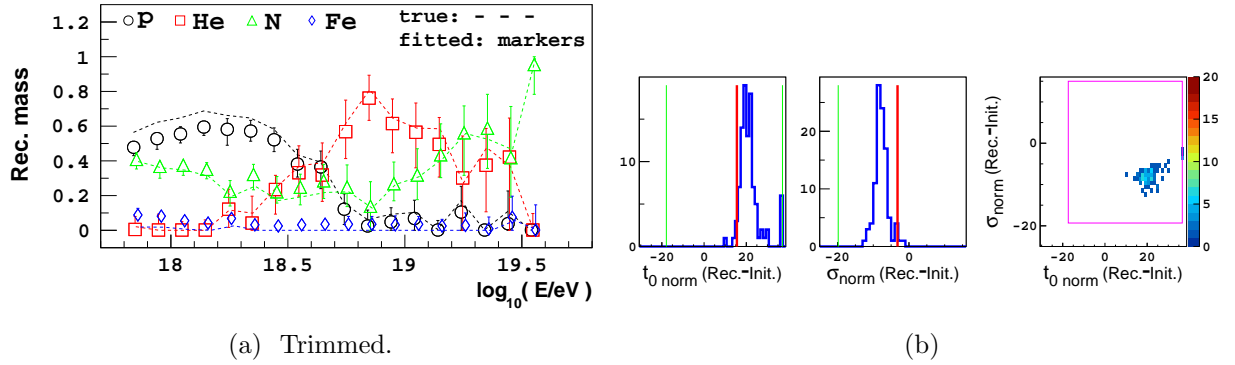 p He N Fe
true: - - -
fitted: markers
Rec. mass
1.2
1
0.8
0.6
0.4
0.2
0
18 18.5 19 19.5
log10( E/eV )
(a) Trimmed.
10
0
−20 0 20
t0 norm (Rec.-Init.)
20
10
0
−20 0
σnorm (Rec.-Init.)
σnorm (Rec.-Init.)
0
−20
−20 0 20
t0 norm (Rec.-Init.)
20
15
10
5
0
(b)